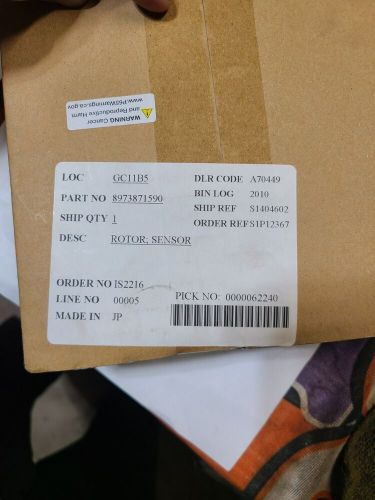 WARNING Cancer
and Reproductive Harm
www.P65Warnings.ca.gov
LOC GC11B5 DLR CODE A70449
PART NO 8973871590 BIN LOG 2010
SHIP QTY 1 SHIP REF S1404602
ORDER REF S1P12367
DESC ROTOR; SENSOR
ORDER NO IS2216
LINE NO 00005 PICK NO: 0000062240
MADE IN JP